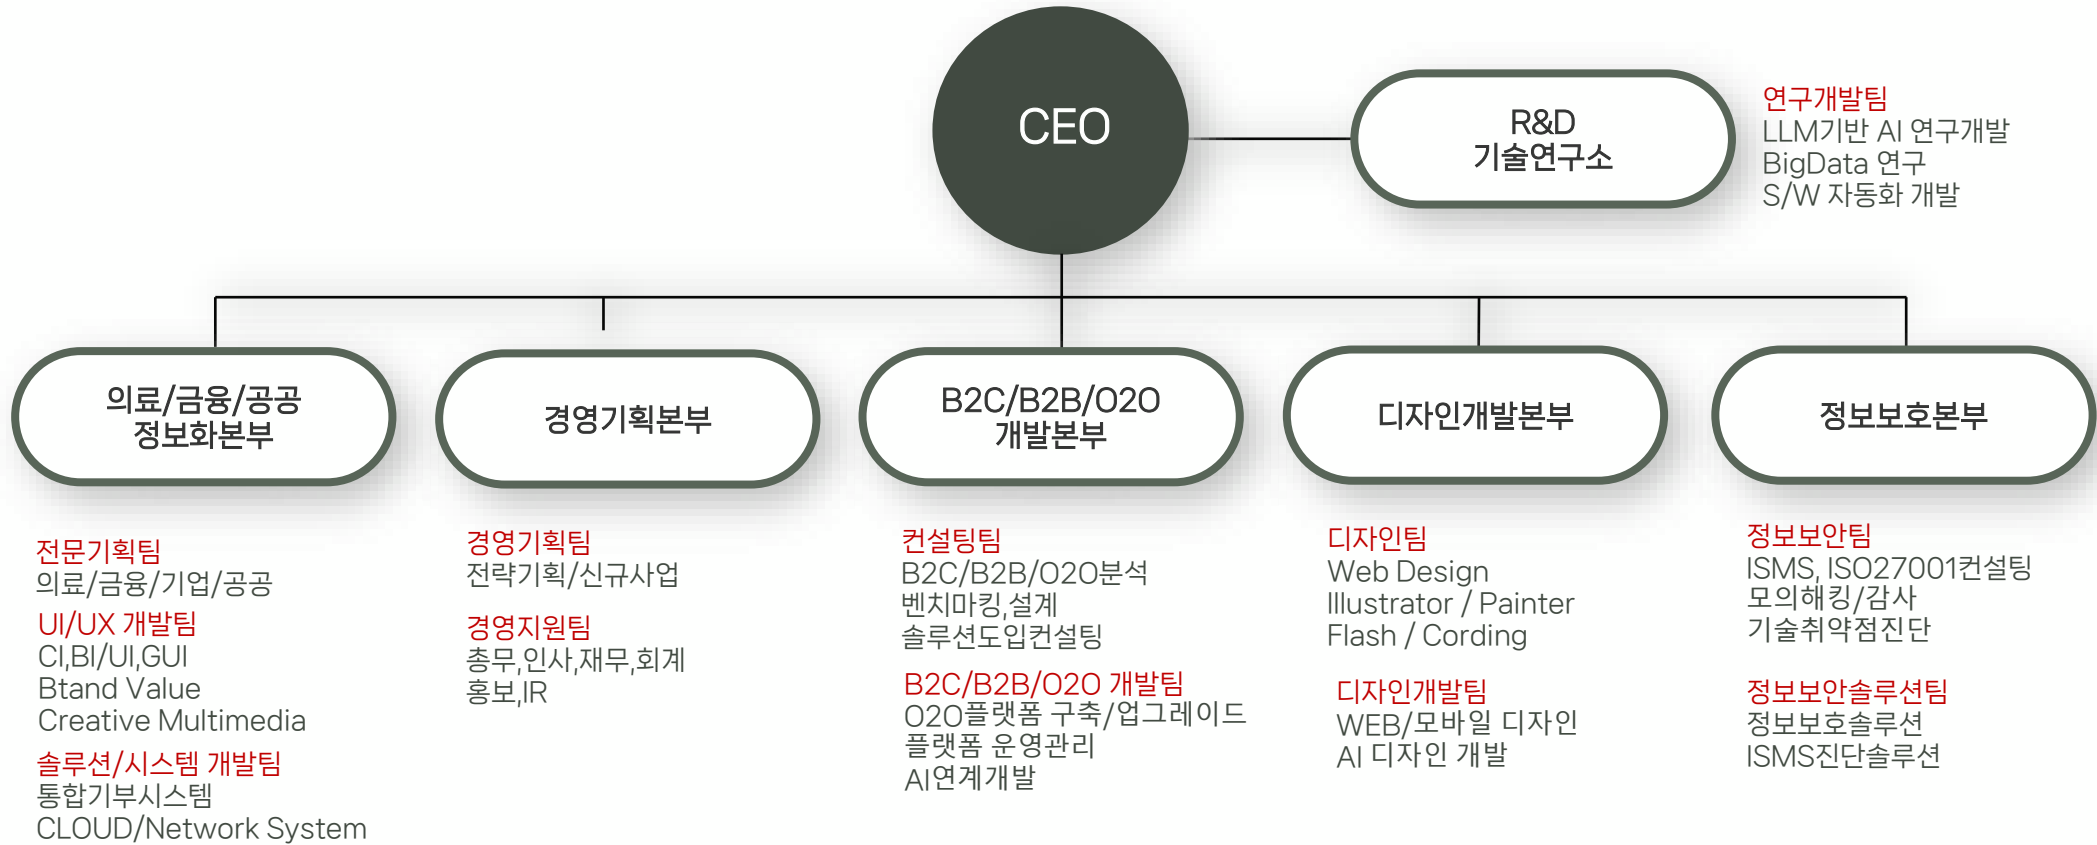 CEO
R&D
기술연구소
연구개발팀
LLM기반 AI 연구개발
BigData 연구
S/W 자동화 개발
의료/금융/공공
정보화본부
전문기획팀
의료/금융/기업/공공
UI/UX 개발팀
CI,BI/UI,GUI
Btand Value
Creative Multimedia
솔루션/시스템 개발팀
통합기부시스템
CLOUD/Network System
경영기획본부
경영기획팀
전략기획/신규사업
경영지원팀
총무,인사,재무,회계
홍보,IR
B2C/B2B/O2O
개발본부
컨설팅팀
B2C/B2B/O2O분석
벤치마킹,설계
솔루션도입컨설팅
B2C/B2B/O2O 개발팀
O2O플랫폼 구축/업그레이드
플랫폼 운영관리
AI연계개발
디자인개발본부
디자인팀
Web Design
Illustrator / Painter
Flash / Cording
디자인개발팀
WEB/모바일 디자인
AI 디자인 개발
정보보호본부
정보보안팀
ISMS, ISO27001컨설팅
모의해킹/감사
기술취약점진단
정보보안솔루션팀
정보보호솔루션
ISMS진단솔루션